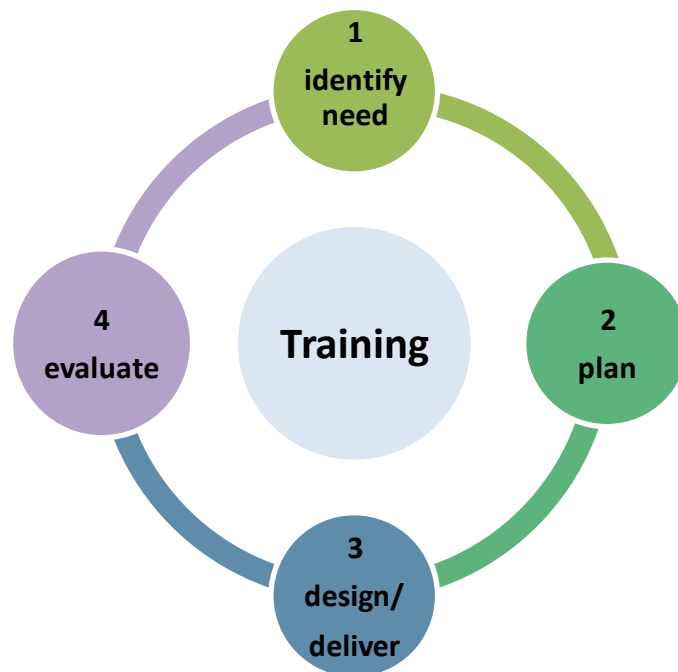 1
identify
need
Training
2
plan
3
design/
deliver
4
evaluate